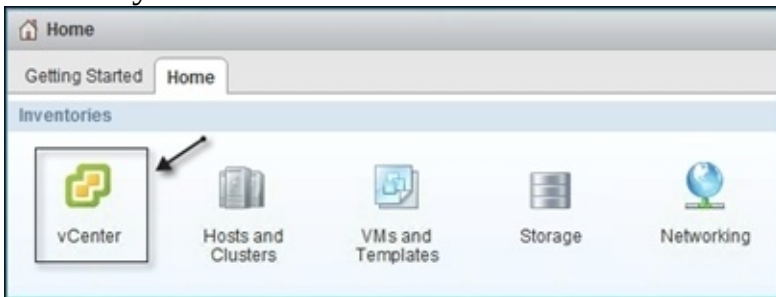 Home
Getting Started Home
Inventories
vCenter Hosts and Clusters VMs and Templates Storage Networking